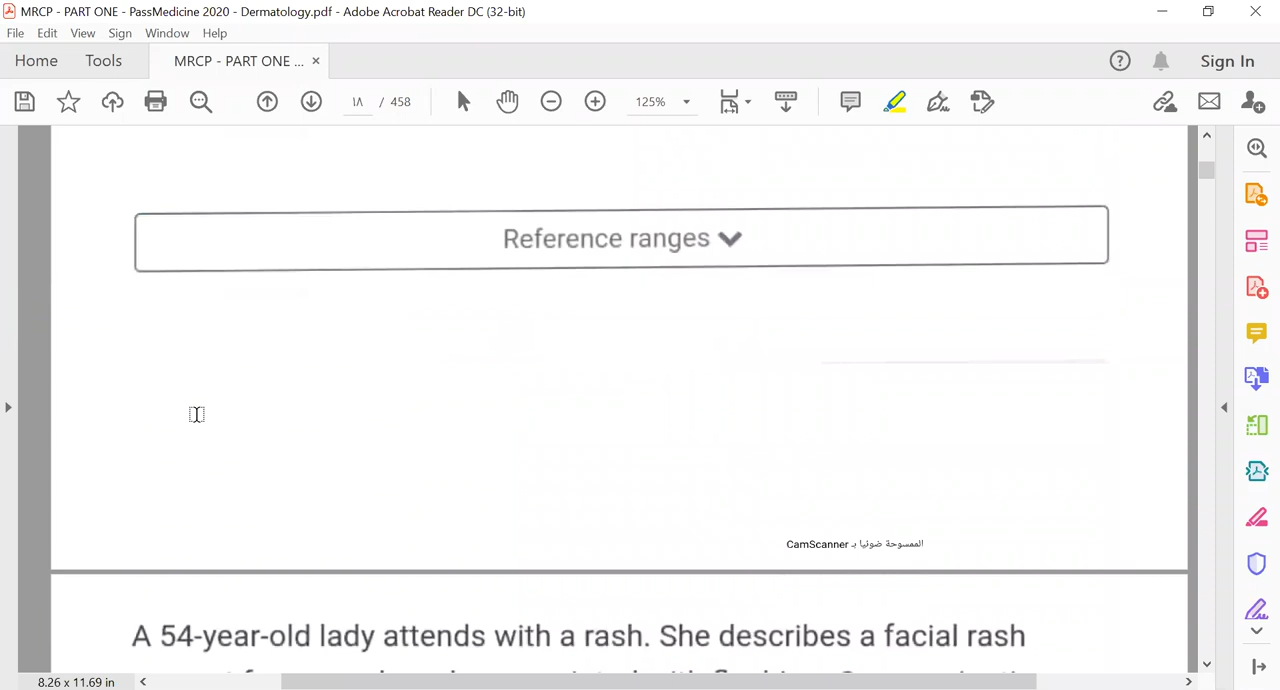 MRCP - PART ONE - PassMedicine 2020 - Dermatology.pdf - Adobe Acrobat Reader DC (32-bit)
File Edit View Sign Window Help
Home Tools MRCP - PART ONE ... × Sign In
١٨ / 458 125%
Reference ranges
الممسوحة ضوئيا بـ CamScanner
A 54-year-old lady attends with a rash. She describes a facial rash
8.26 x 11.69 in